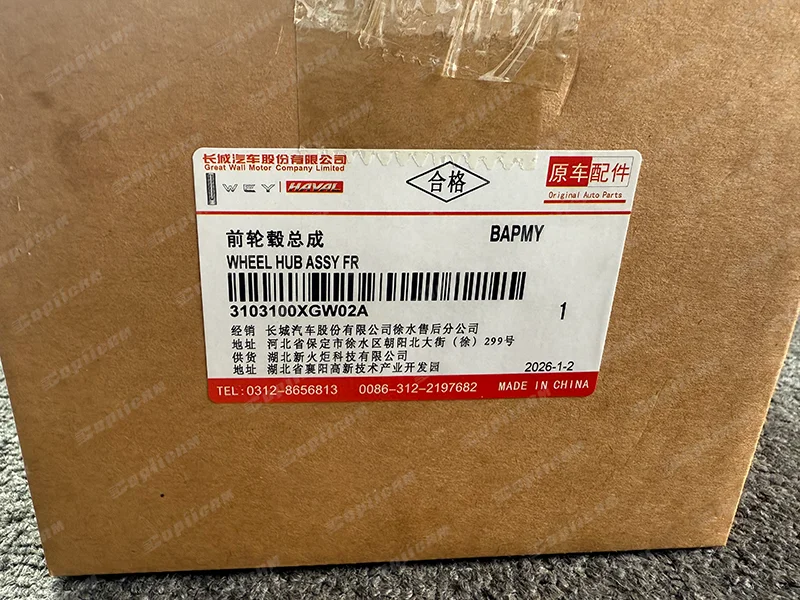 长城汽车股份有限公司
Great Wall Motor Company Limited
WEY HAVAL
合格
原车配件
Original Auto Parts
前轮毂总成
BAPMY
WHEEL HUB ASSY FR
3103100XGW02A
1
经销 长城汽车股份有限公司徐水售后分公司
地址 河北省保定市徐水区朝阳北大街（徐）299号
供货 湖北新火炬科技有限公司
地址 湖北省襄阳高新技术产业开发园
2026-1-2
TEL:0312-8656813 0086-312-2197682 MADE IN CHINA